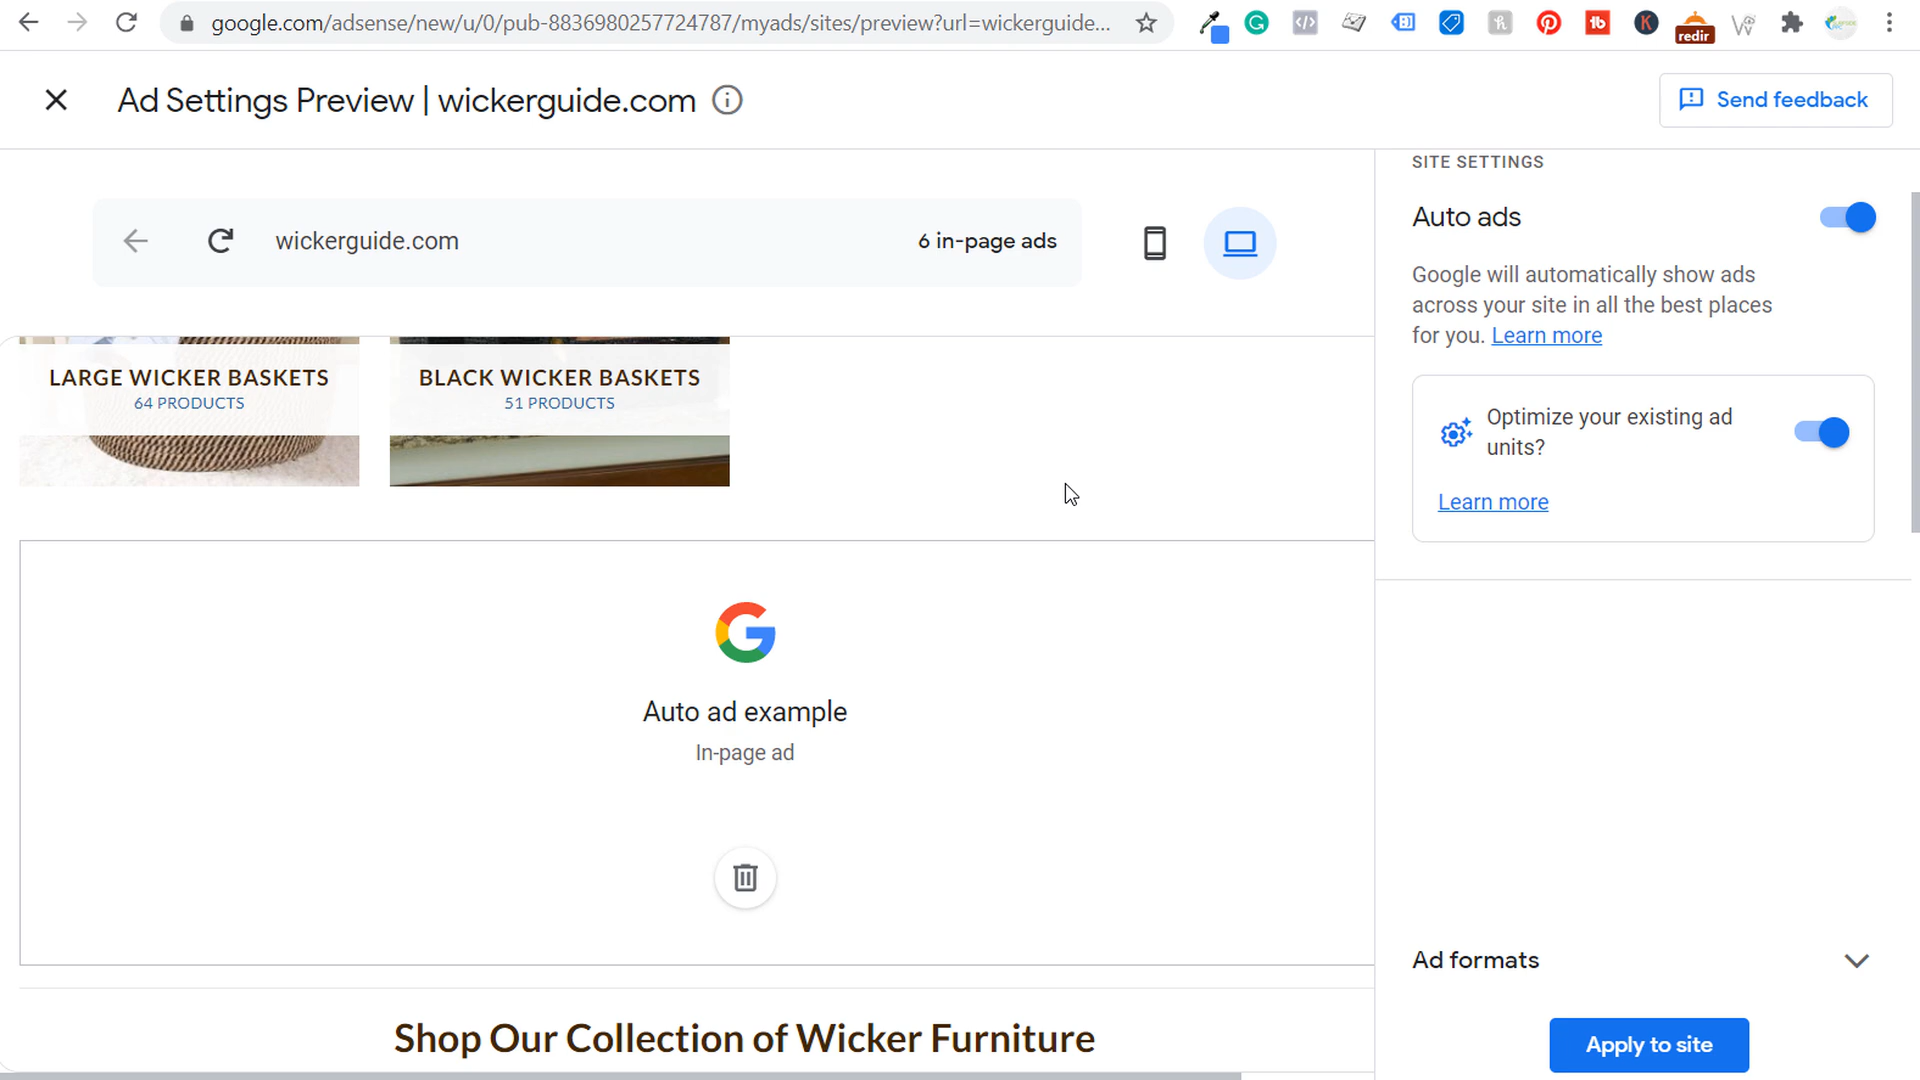 google.com/adsense/new/u/0/pub-8836980257724787/myads/sites/preview?url=wickerguide...
redir
Ad Settings Preview | wickerguide.com
Send feedback
wickerguide.com
6 in-page ads
LARGE WICKER BASKETS
64 PRODUCTS
BLACK WICKER BASKETS
51 PRODUCTS
Auto ad example
In-page ad
Shop Our Collection of Wicker Furniture
SITE SETTINGS
Auto ads
Google will automatically show ads
across your site in all the best places
for you. Learn more
Optimize your existing ad
units?
Learn more
Ad formats
Apply to site